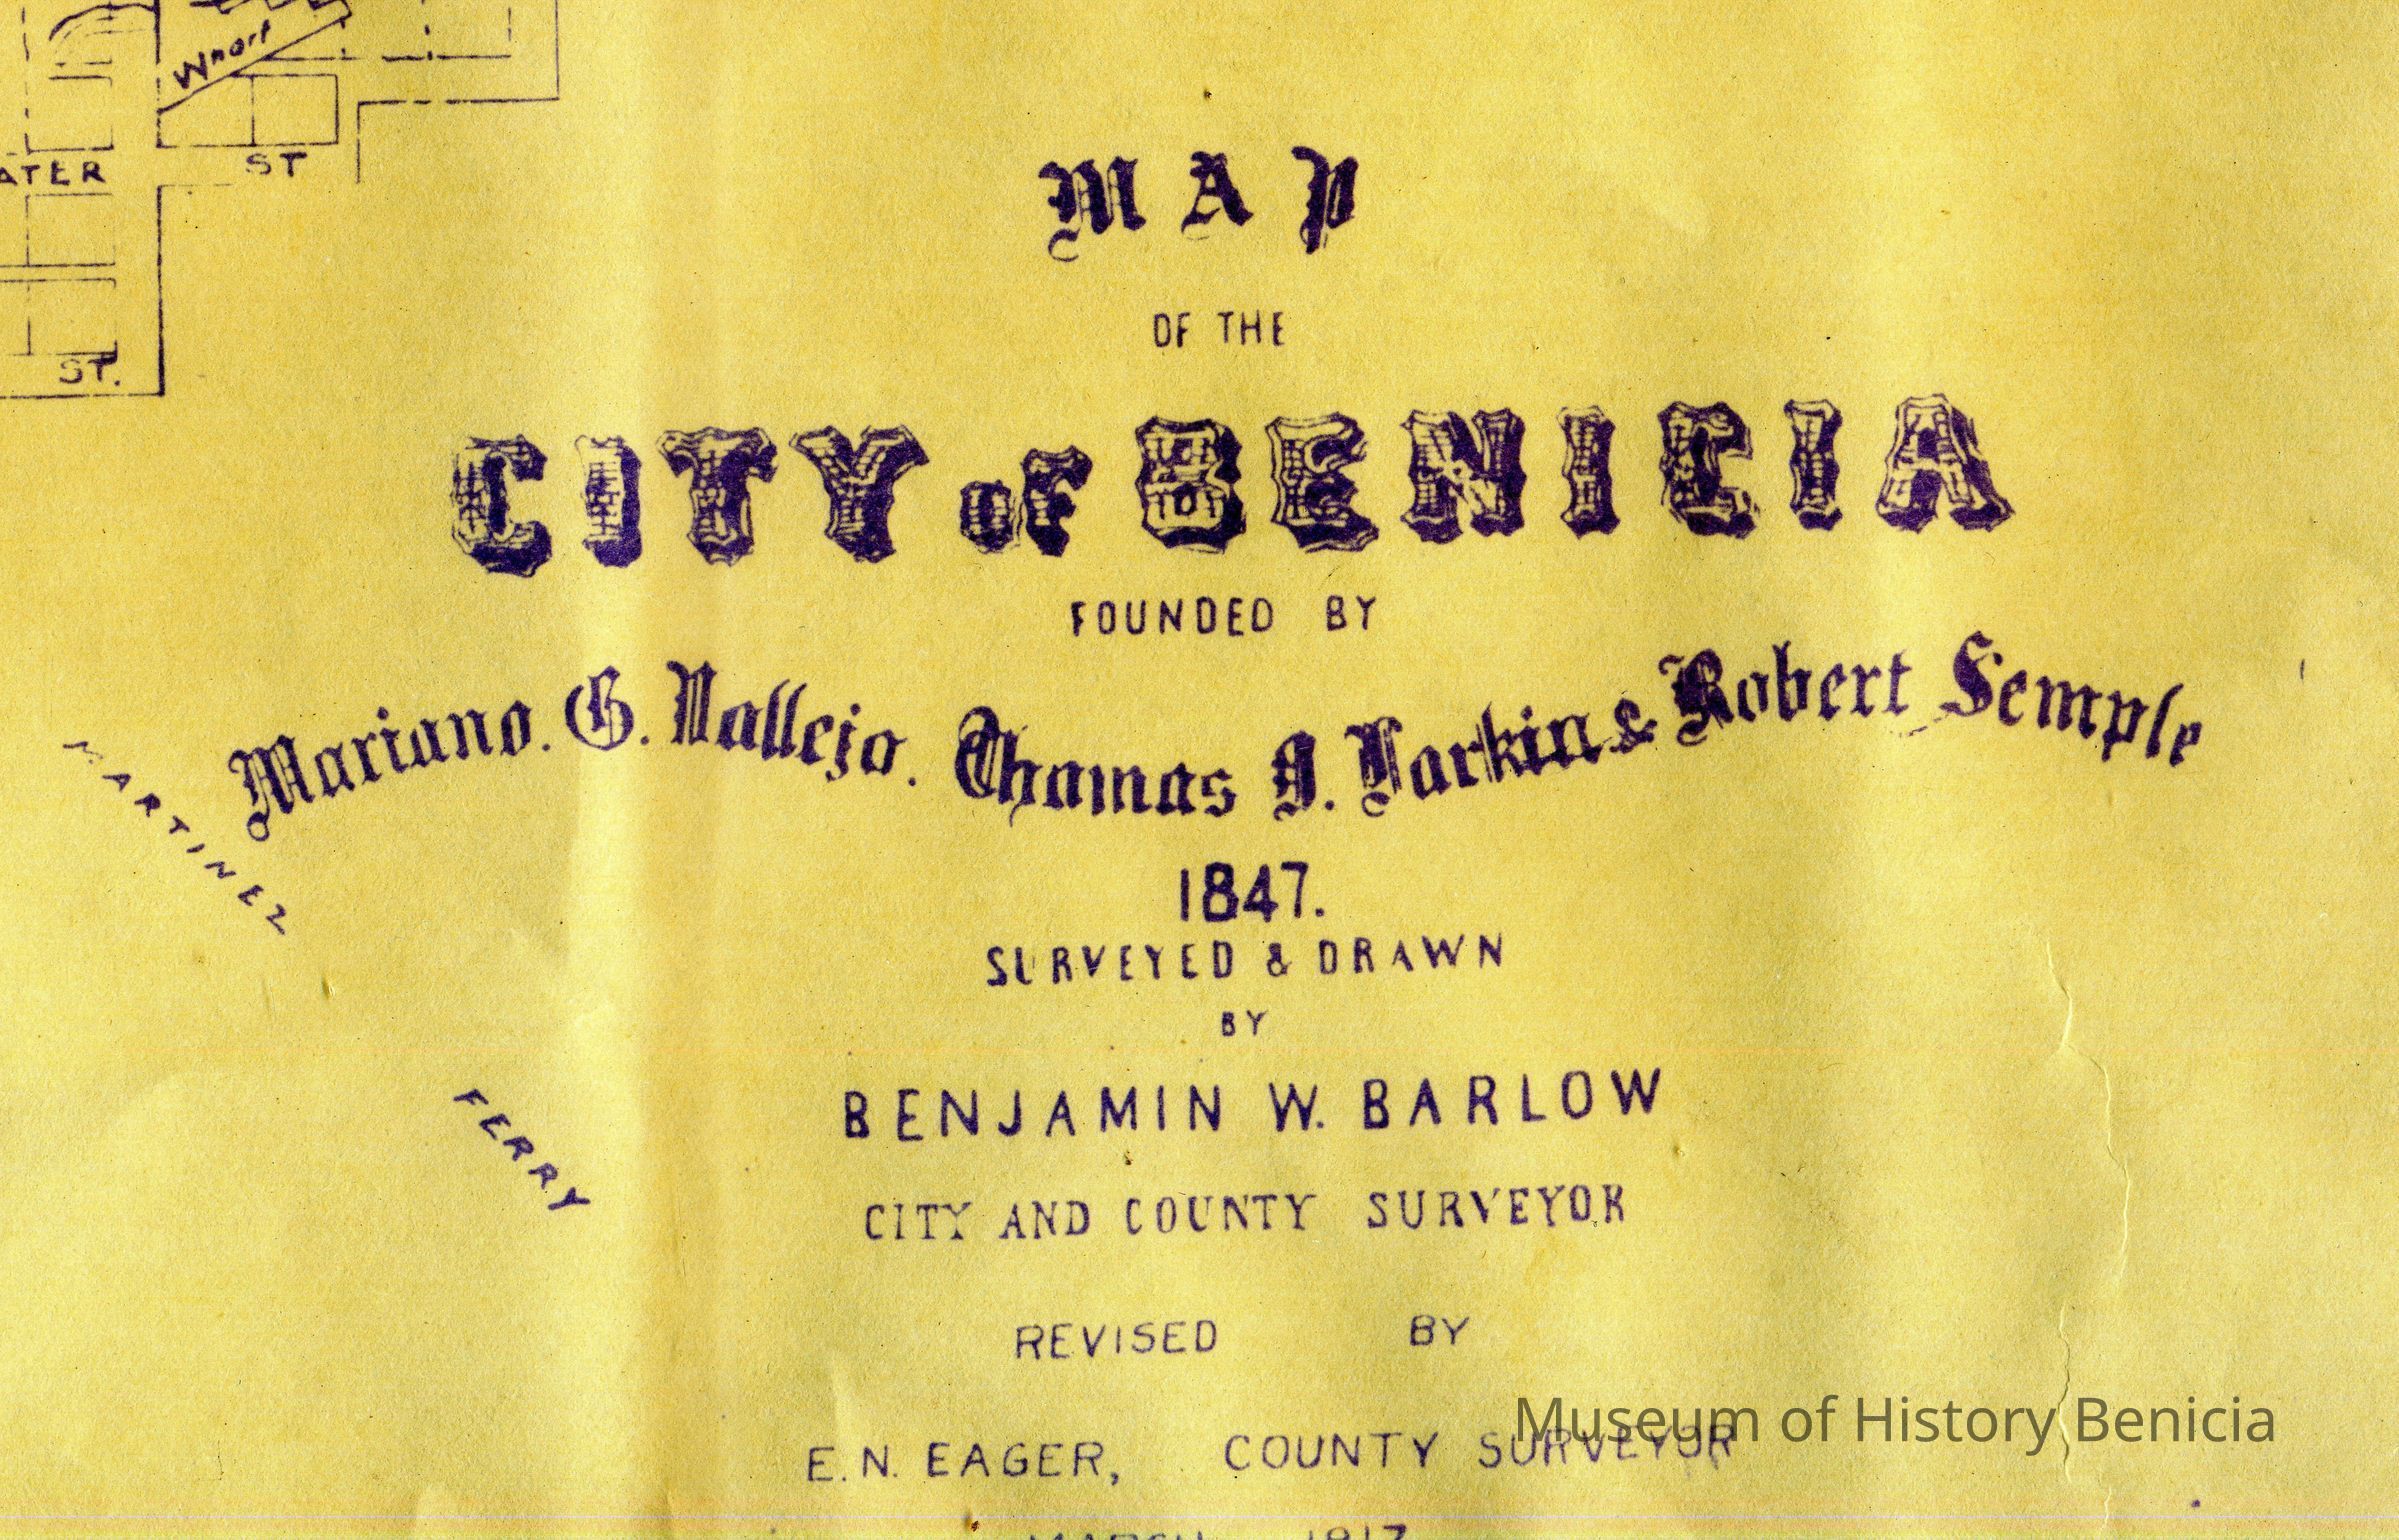 Wharf
ATER ST
ST.
MAP
OF THE
CITY of BENICIA
FOUNDED BY
Mariano. G. Vallejo. Thomas O. Larkin & Robert Semple
1847.
SURVEYED & DRAWN
BY
BENJAMIN W. BARLOW
CITY AND COUNTY SURVEYOR
MARTINEZ
FERRY
REVISED BY
E. N. EAGER, COUNTY SURVEYOR
MARCH 1917
Museum of History Benicia